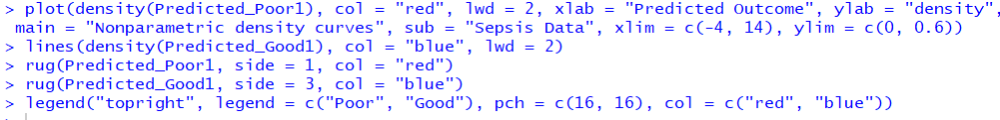 > plot(density(Predicted_Poor1), col = "red", lwd = 2, xlab = "Predicted Outcome", ylab = "density",
main = "Nonparametric density curves", sub = "Sepsis Data", xlim = c(-4, 14), ylim = c(0, 0.6))
> lines(density(Predicted_Good1), col = "blue", lwd = 2)
> rug(Predicted_Poor1, side = 1, col = "red")
> rug(Predicted_Good1, side = 3, col = "blue")
> legend("topright", legend = c("Poor", "Good"), pch = c(16, 16), col = c("red", "blue"))
>